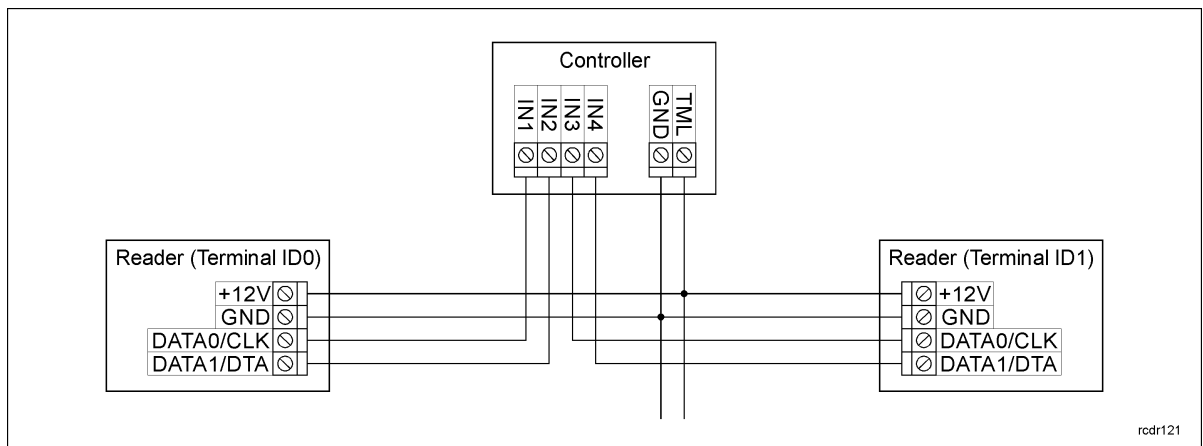 Controller
IN1
IN2
IN3
IN4
GND
TML
Reader (Terminal ID0)
+12V
GND
DATA0/CLK
DATA1/DTA
Reader (Terminal ID1)
+12V
GND
DATA0/CLK
DATA1/DTA
rcdr121